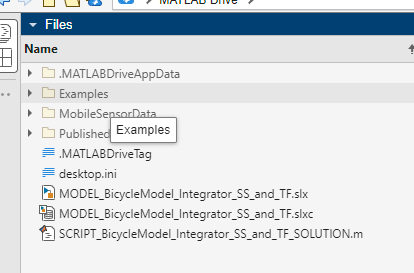 MATLAB Drive
Files
Name
.MATLABDriveAppData
Examples
MobileSensorData
Published
Examples
.MATLABDriveTag
desktop.ini
MODEL_BicycleModel_Integrator_SS_and_TF.slx
MODEL_BicycleModel_Integrator_SS_and_TF.slxc
SCRIPT_BicycleModel_Integrator_SS_and_TF_SOLUTION.m